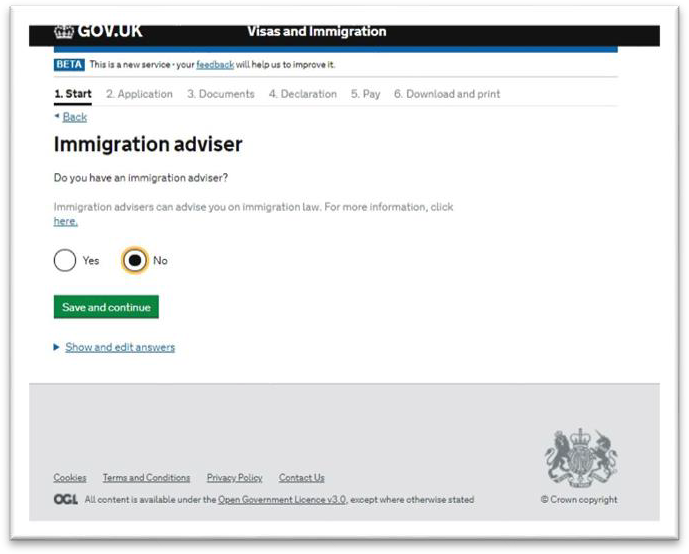 GOV.UK Visas and Immigration
BETA This is a new service - your feedback will help us to improve it.
1. Start 2. Application 3. Documents 4. Declaration 5. Pay 6. Download and print
Back
Immigration adviser
Do you have an immigration adviser?
Immigration advisers can advise you on immigration law. For more information, click
here.
Yes No
Save and continue
Show and edit answers
Cookies Terms and Conditions Privacy Policy Contact Us
OGL All content is available under the Open Government Licence v3.0, except where otherwise stated © Crown copyright